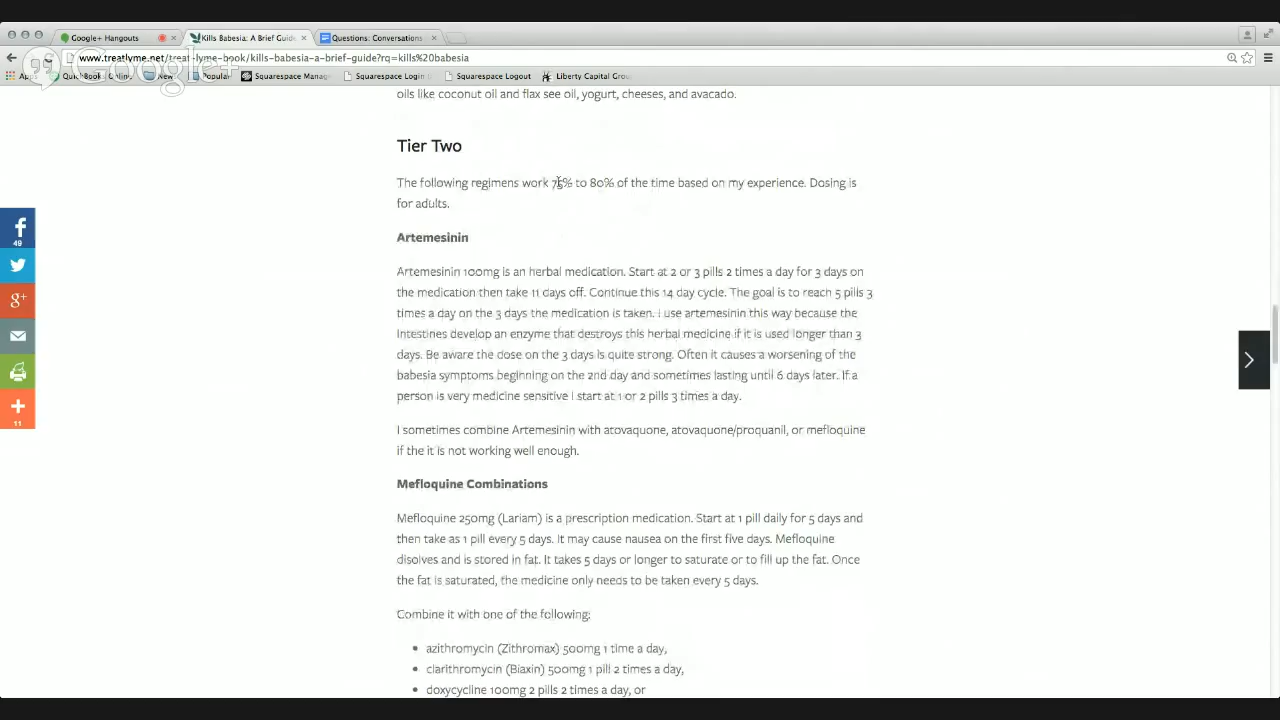 Google+ Hangouts
Kills Babesia: A Brief Guide
Questions: Conversations
www.treatlyme.net/treat-lyme-book/kills-babesia-a-brief-guide?rq=kills%20babesia
Google+
QuickBook Online
New
Popular
Squarespace Manag
Squarespace Login
Squarespace Logout
Liberty Capital Grou
oils like coconut oil and flax see oil, yogurt, cheeses, and avacado.
Tier Two
The following regimens work 75% to 80% of the time based on my experience. Dosing is
for adults.
Artemesinin
Artemesinin 100mg is an herbal medication. Start at 2 or 3 pills 2 times a day for 3 days on
the medication then take 11 days off. Continue this 14 day cycle. The goal is to reach 5 pills 3
times a day on the 3 days the medication is taken. I use artemesinin this way because the
intestines develop an enzyme that destroys this herbal medicine if it is used longer than 3
days. Be aware the dose on the 3 days is quite strong. Often it causes a worsening of the
babesia symptoms beginning on the 2nd day and sometimes lasting until 6 days later. If a
person is very medicine sensitive I start at 1 or 2 pills 3 times a day.
I sometimes combine Artemesinin with atovaquone, atovaquone/proquanil, or mefloquine
if the it is not working well enough.
Mefloquine Combinations
Mefloquine 250mg (Lariam) is a prescription medication. Start at 1 pill daily for 5 days and
then take as 1 pill every 5 days. It may cause nausea on the first five days. Mefloquine
disolves and is stored in fat. It takes 5 days or longer to saturate or to fill up the fat. Once
the fat is saturated, the medicine only needs to be taken every 5 days.
Combine it with one of the following:
azithromycin (Zithromax) 500mg 1 time a day,
clarithromycin (Biaxin) 500mg 1 pill 2 times a day,
doxycycline 100mg 2 pills 2 times a day, or
49
11